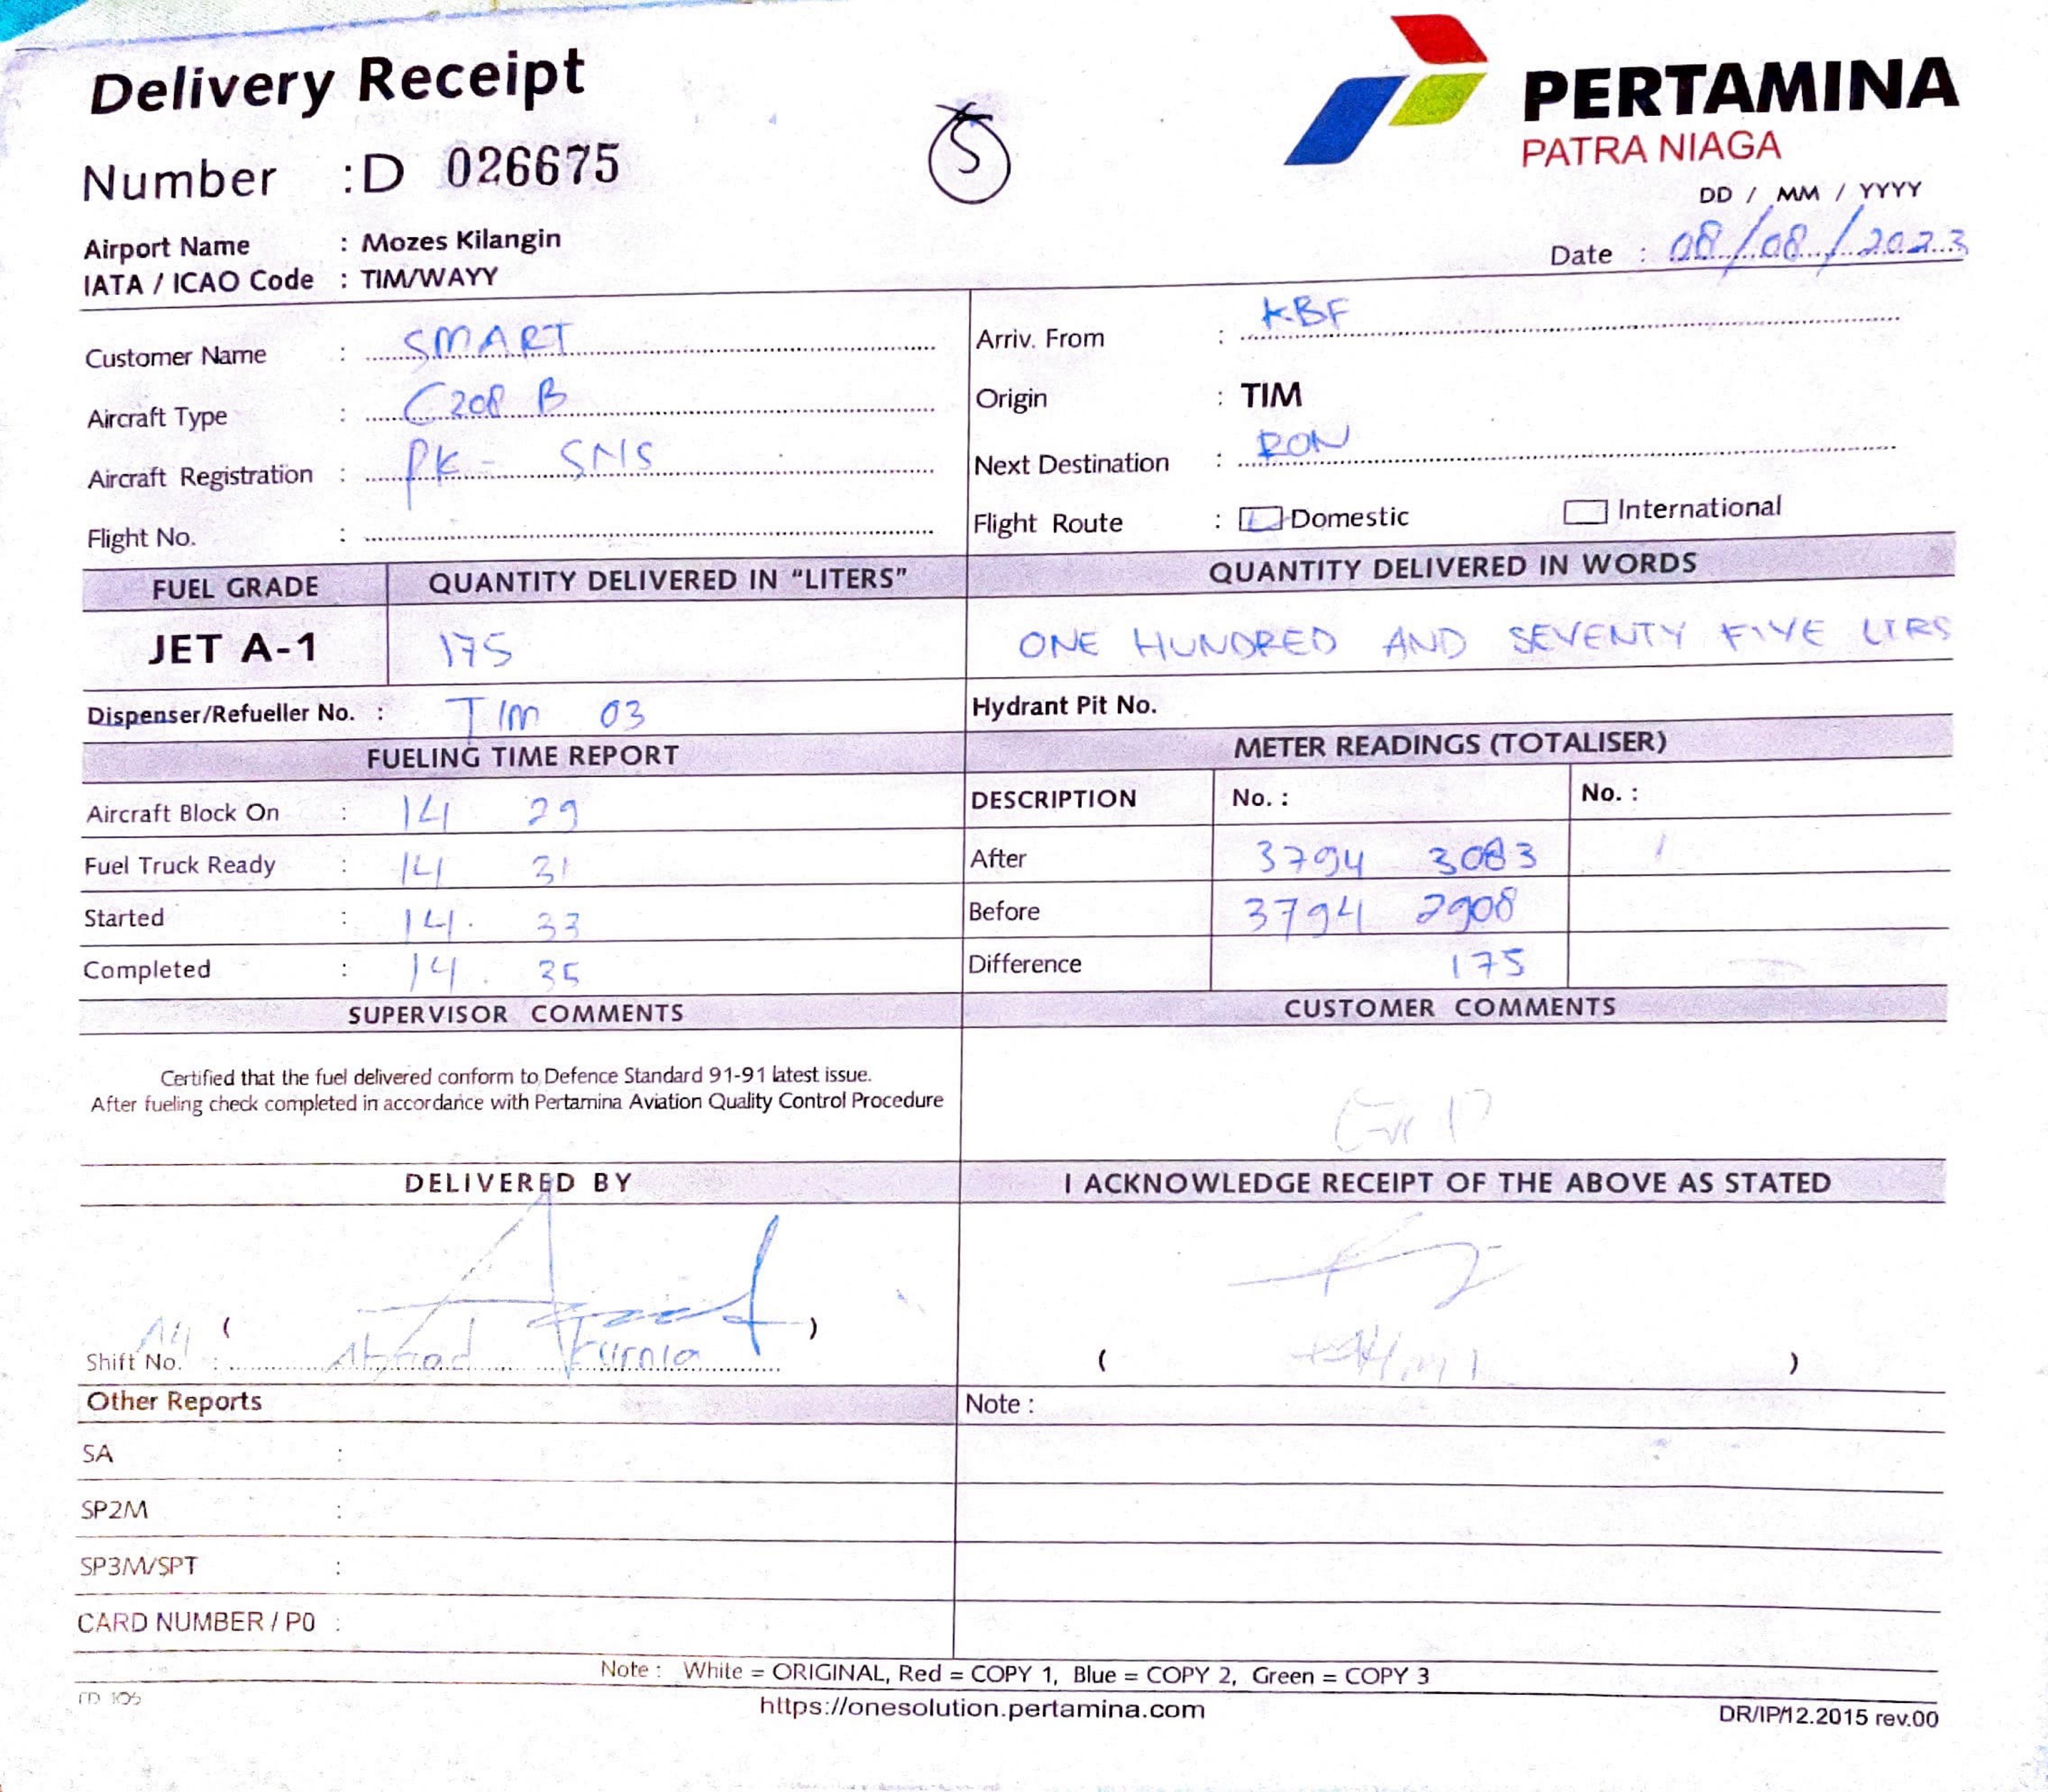 Delivery Receipt
Number : D 026675
S
PERTAMINA
PATRA NIAGA
DD / MM / YYYY
Date : 08/08/2023
Airport Name : Mozes Kilangin
IATA / ICAO Code : TIM/WAYY
Customer Name : SMART
Aircraft Type : C208 B
Aircraft Registration : PK - SNS
Flight No. :
Arriv. From : KBF
Origin : TIM
Next Destination : RON
Flight Route : Domestic International
FUEL GRADE QUANTITY DELIVERED IN "LITERS" QUANTITY DELIVERED IN WORDS
JET A-1 175 ONE HUNDRED AND SEVENTY FIVE LTRS
Dispenser/Refueller No. : TIM 03 Hydrant Pit No.
FUELING TIME REPORT
Aircraft Block On : 14 29
Fuel Truck Ready : 14 31
Started : 14. 33
Completed : 14. 35
METER READINGS (TOTALISER)
DESCRIPTION No. : No. :
After 3794 3083
Before 3794 2908
Difference 175
SUPERVISOR COMMENTS
Certified that the fuel delivered conform to Defence Standard 91-91 latest issue.
After fueling check completed in accordance with Pertamina Aviation Quality Control Procedure
CUSTOMER COMMENTS
DELIVERED BY
( )
Shift No. : Kurnia
I ACKNOWLEDGE RECEIPT OF THE ABOVE AS STATED
( )
Other Reports
SA :
SP2M :
SP3M/SPT :
CARD NUMBER / P0 :
Note :
Note : White = ORIGINAL, Red = COPY 1, Blue = COPY 2, Green = COPY 3
https://onesolution.pertamina.com
DR/IP/12.2015 rev.00